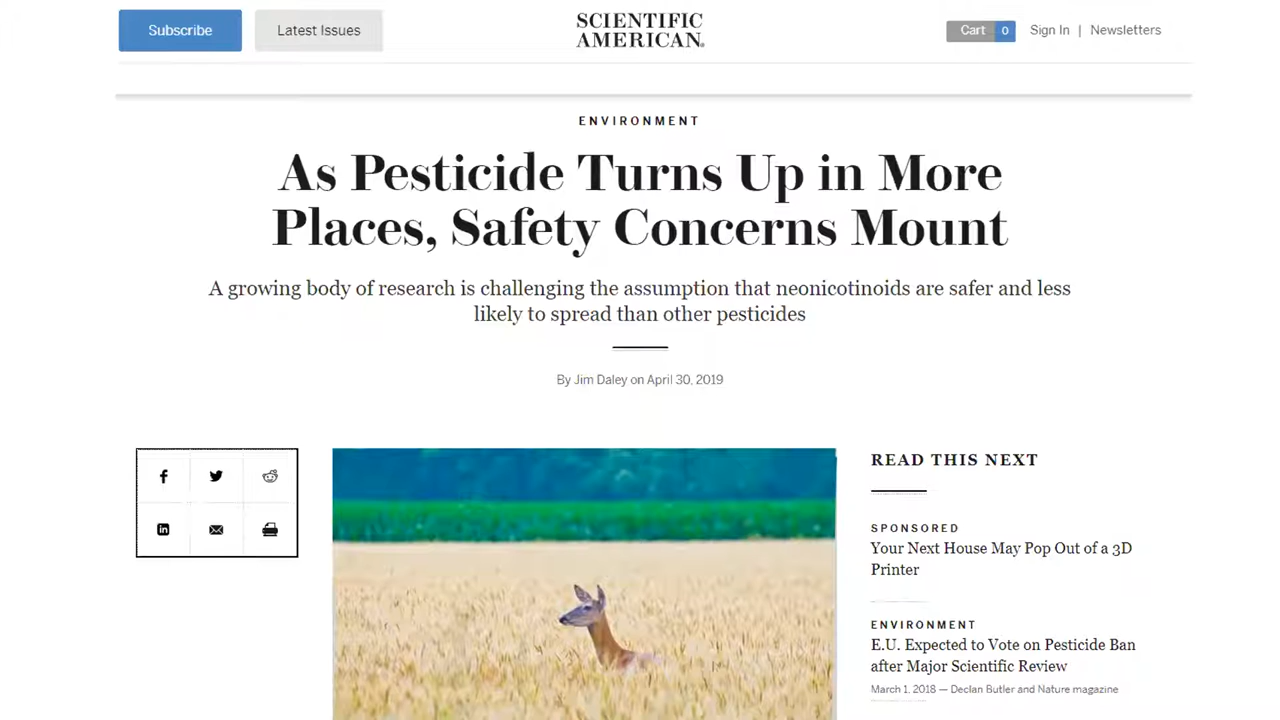 Subscribe
Latest Issues
SCIENTIFIC
AMERICAN®
Cart 0
Sign In | Newsletters
ENVIRONMENT
As Pesticide Turns Up in More
Places, Safety Concerns Mount
A growing body of research is challenging the assumption that neonicotinoids are safer and less
likely to spread than other pesticides
By Jim Daley on April 30, 2019
READ THIS NEXT
SPONSORED
Your Next House May Pop Out of a 3D
Printer
ENVIRONMENT
E.U. Expected to Vote on Pesticide Ban
after Major Scientific Review
March 1, 2018 — Declan Butler and Nature magazine